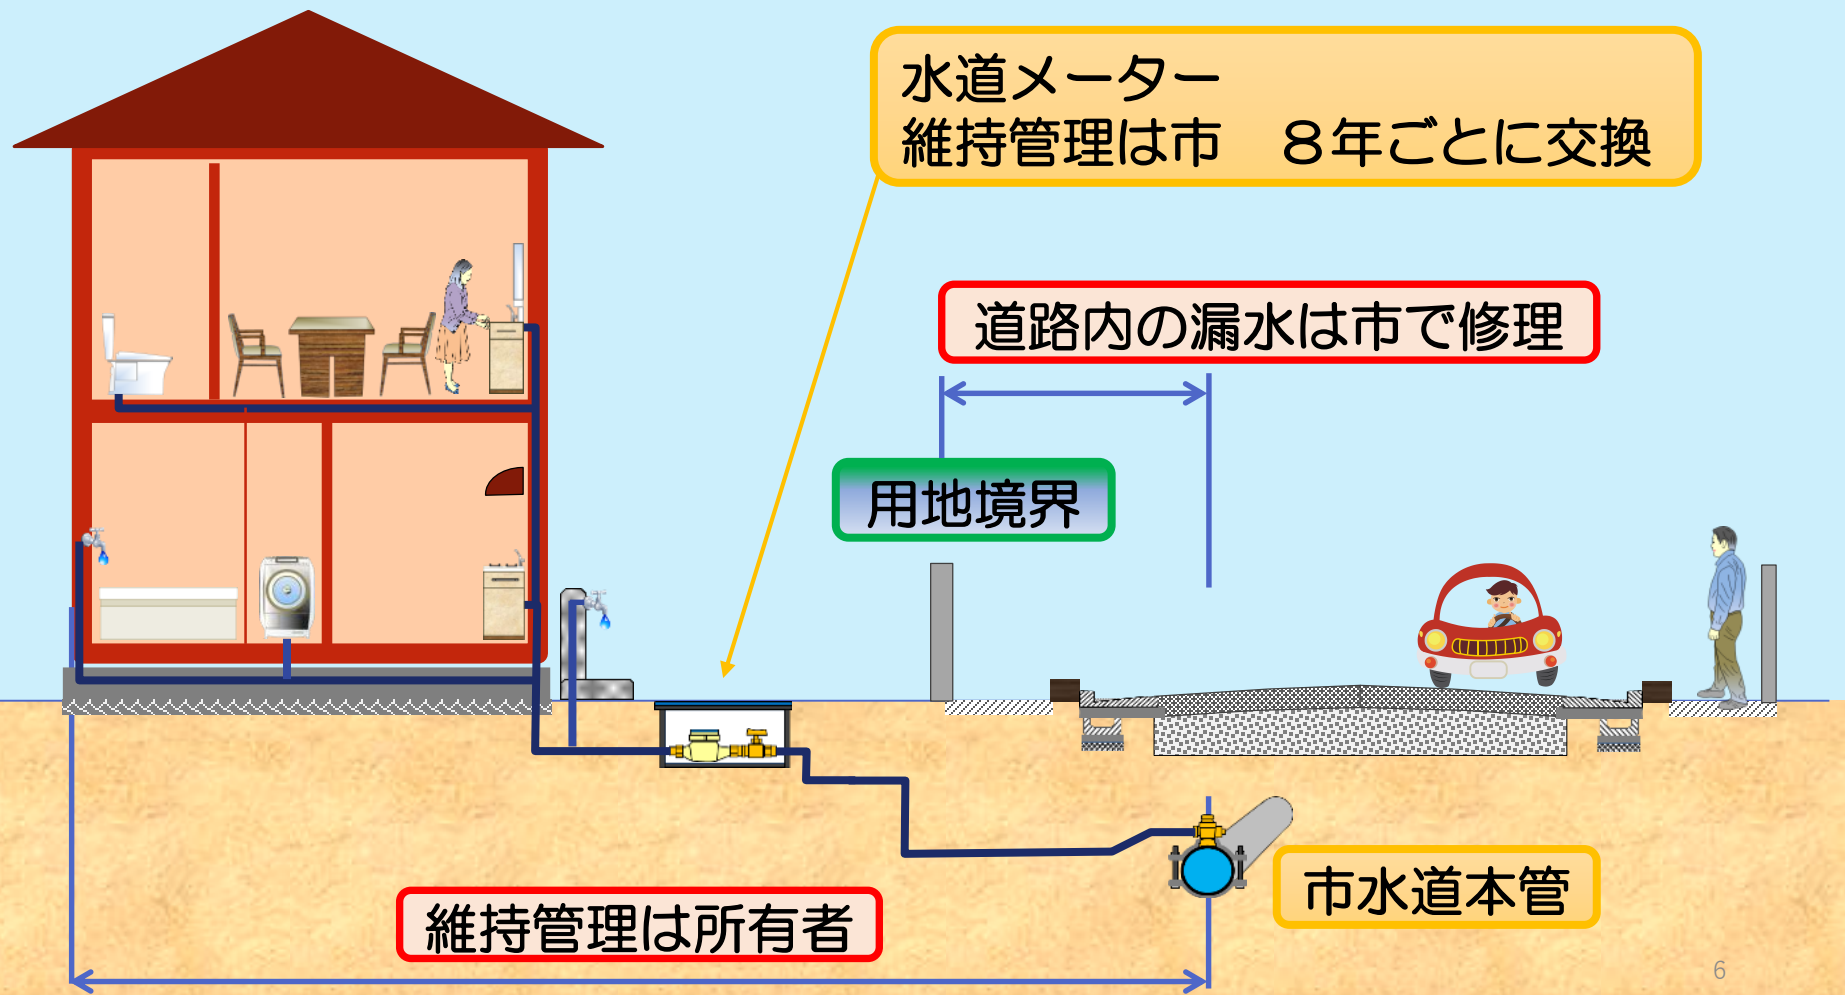 水道メーター
維持管理は市　８年ごとに交換
道路内の漏水は市で修理
用地境界
市水道本管
維持管理は所有者
6